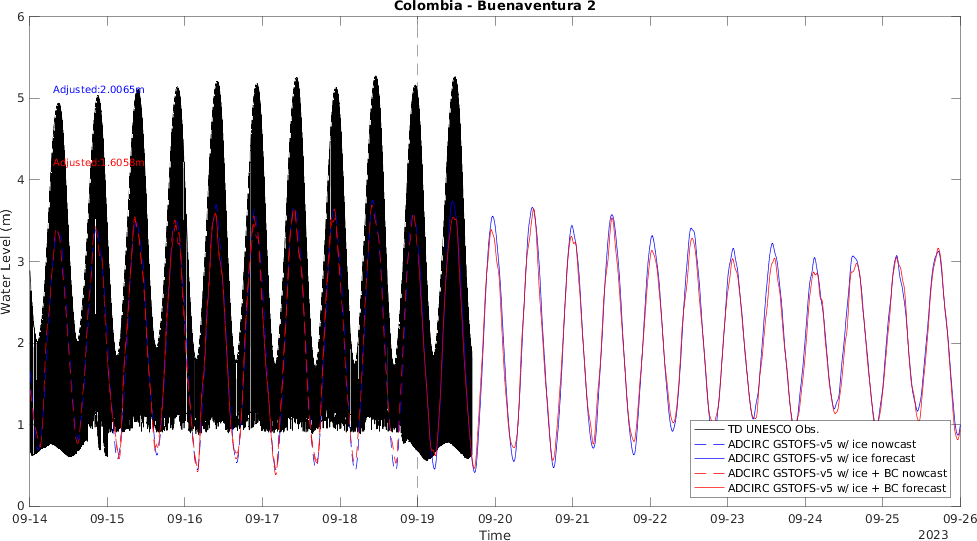 Colombia - Buenaventura 2
6
5
4
3
2
1
0
Water Level (m)
Adjusted:2.0065m
Adjusted:1.6058m
TD UNESCO Obs.
ADCIRC GSTOFS-v5 w/ ice nowcast
ADCIRC GSTOFS-v5 w/ ice forecast
ADCIRC GSTOFS-v5 w/ ice + BC nowcast
ADCIRC GSTOFS-v5 w/ ice + BC forecast
09-14 09-15 09-16 09-17 09-18 09-19 09-20 09-21 09-22 09-23 09-24 09-25 09-26
Time
2023